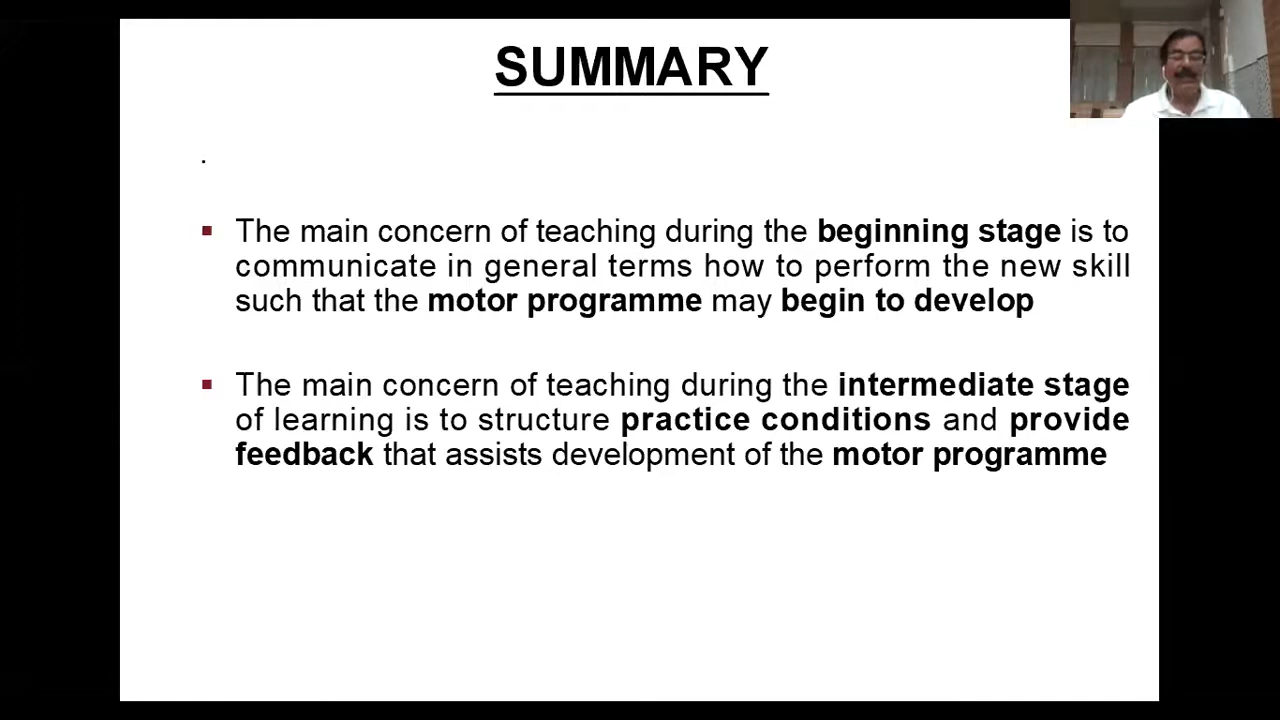 SUMMARY
.
▪ The main concern of teaching during the beginning stage is to
communicate in general terms how to perform the new skill
such that the motor programme may begin to develop
▪ The main concern of teaching during the intermediate stage
of learning is to structure practice conditions and provide
feedback that assists development of the motor programme